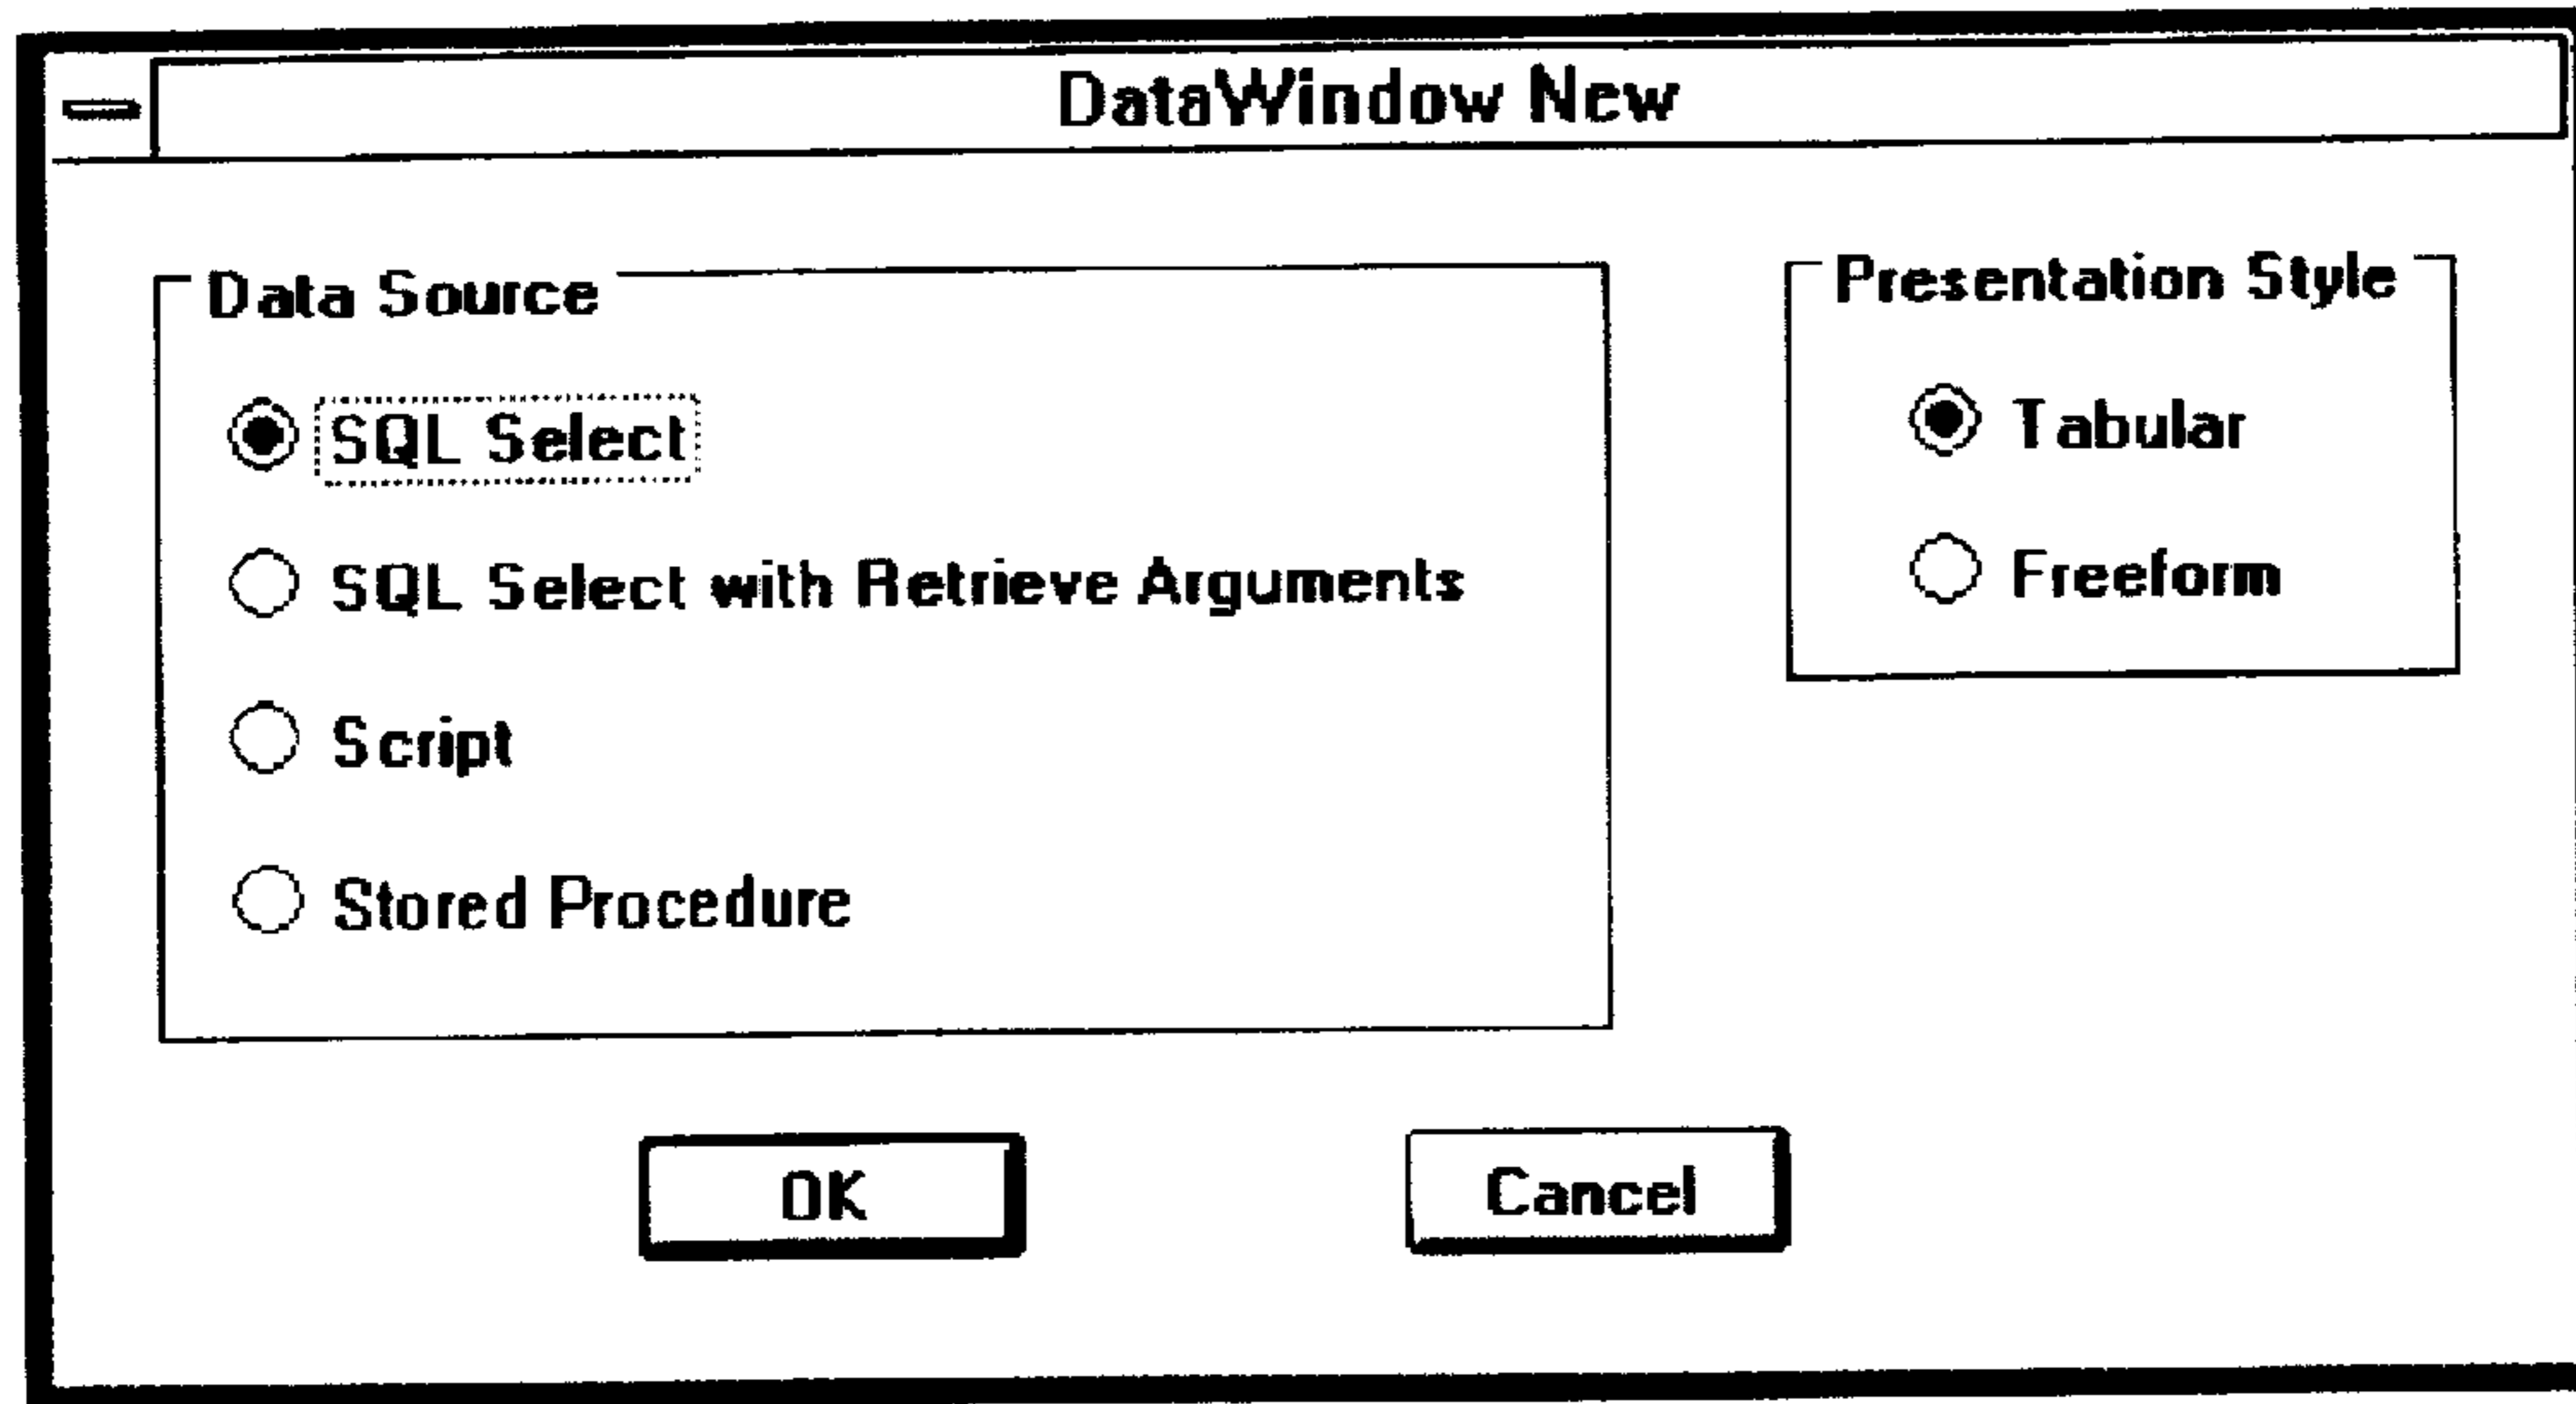 DataWindow New
Data Source
SQL Select
SQL Select with Retrieve Arguments
Script
Stored Procedure
Presentation Style
Tabular
Freeform
OK
Cancel